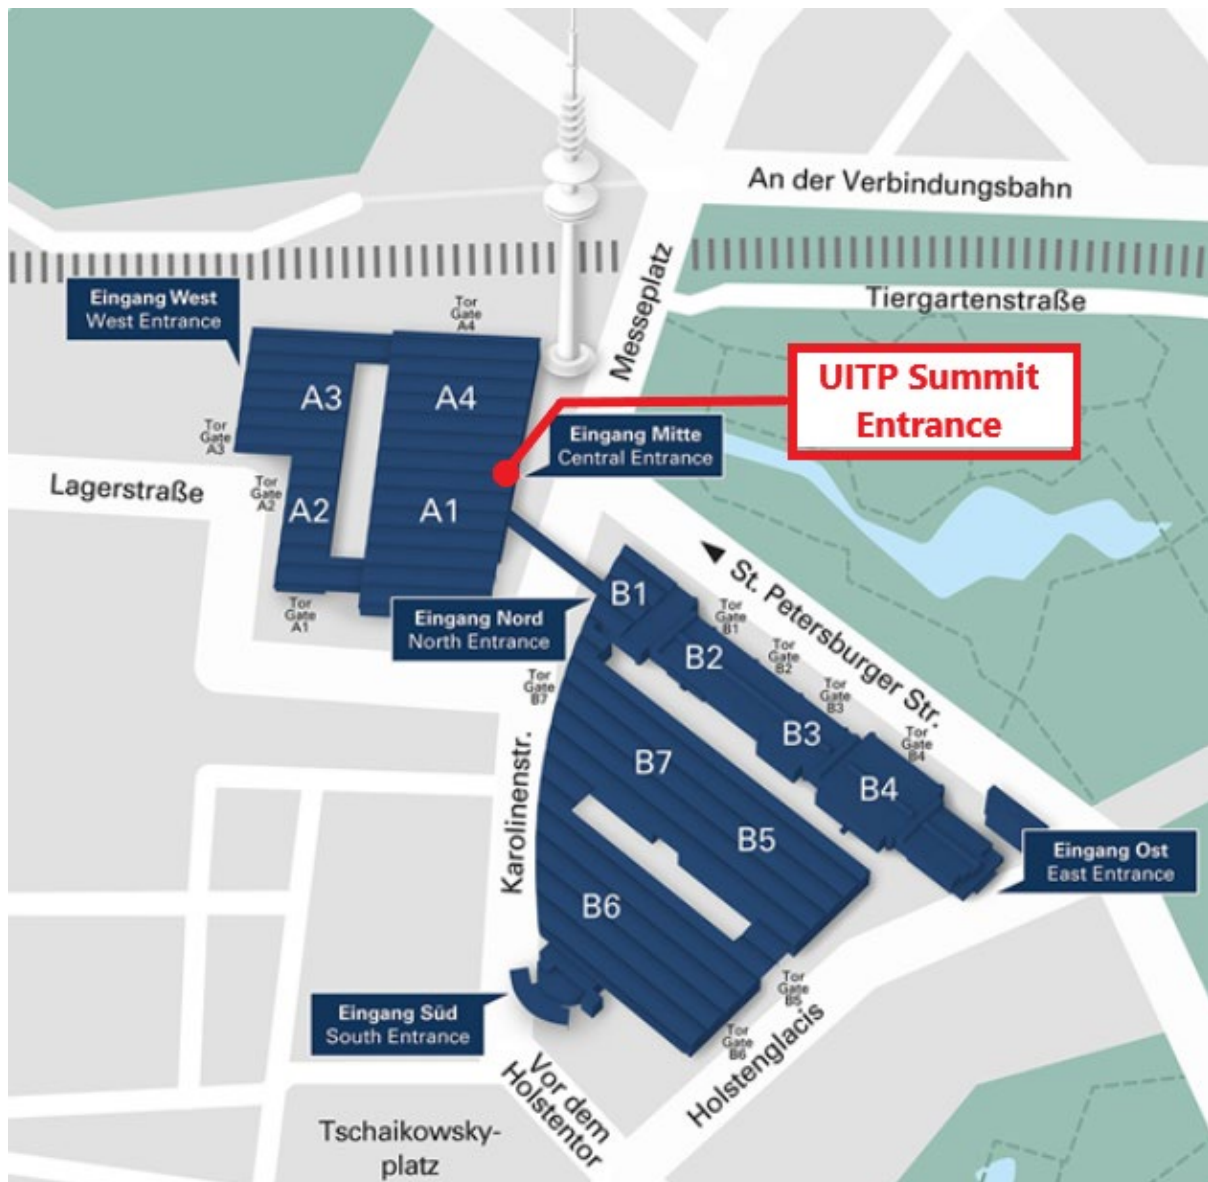 An der Verbindungsbahn
Messeplatz
Tiergartenstraße
Eingang West
West Entrance
Tor
Gate
A4
UITP Summit
Entrance
A3
A4
Eingang Mitte
Central Entrance
Tor
Gate
A3
Lagerstraße
Tor
Gate
A2
A2
A1
St. Petersburger Str.
B1
Tor
Gate
A1
Eingang Nord
North Entrance
Tor
Gate
B1
B2
Tor
Gate
B2
Tor
Gate
B7
Tor
Gate
B3
B3
Tor
Gate
B4
Karolinenstr.
B7
B4
B5
Eingang Ost
East Entrance
B6
Tor
Gate
B5
Eingang Süd
South Entrance
Tor
Gate
B6
Holstenglacis
Vor dem
Holstentor
Tschaikowsky-
platz